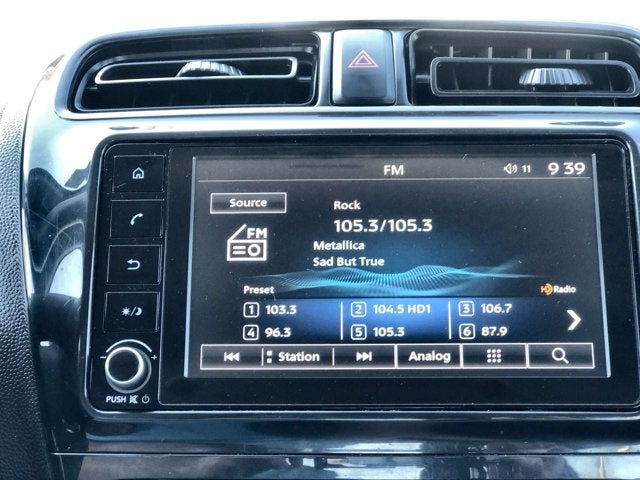 FM 11 9 39
Source
Rock
105.3/105.3
FM
Metallica
Sad But True
Preset
HD Radio
1 103.3 2 104.5 HD1 3 106.7
4 96.3 5 105.3 6 87.9
Station Analog
PUSH